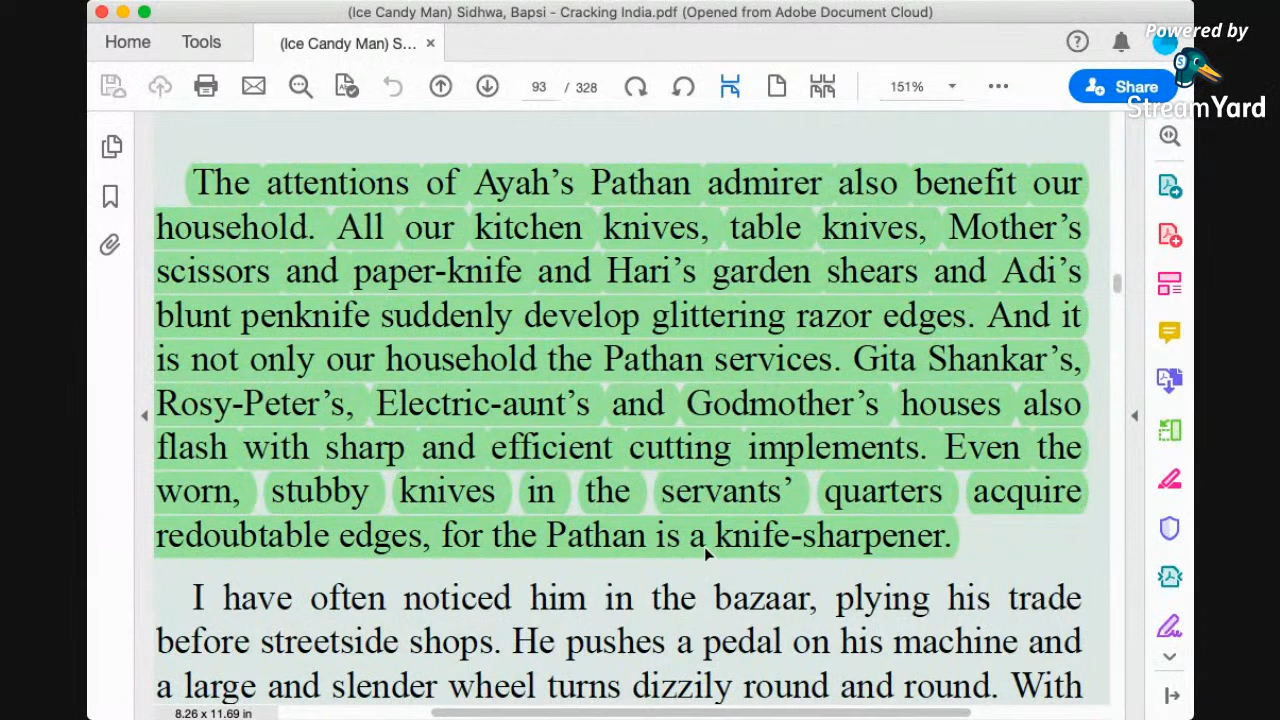 (Ice Candy Man) Sidhwa, Bapsi - Cracking India.pdf (Opened from Adobe Document Cloud)
Powered by
Home Tools (Ice Candy Man) S... ×
93 / 328 151% Share
StreamYard
The attentions of Ayah’s Pathan admirer also benefit our
household. All our kitchen knives, table knives, Mother’s
scissors and paper-knife and Hari’s garden shears and Adi’s
blunt penknife suddenly develop glittering razor edges. And it
is not only our household the Pathan services. Gita Shankar’s,
Rosy-Peter’s, Electric-aunt’s and Godmother’s houses also
flash with sharp and efficient cutting implements. Even the
worn, stubby knives in the servants’ quarters acquire
redoubtable edges, for the Pathan is a knife-sharpener.
I have often noticed him in the bazaar, plying his trade
before streetside shops. He pushes a pedal on his machine and
a large and slender wheel turns dizzily round and round. With
8.26 x 11.69 in